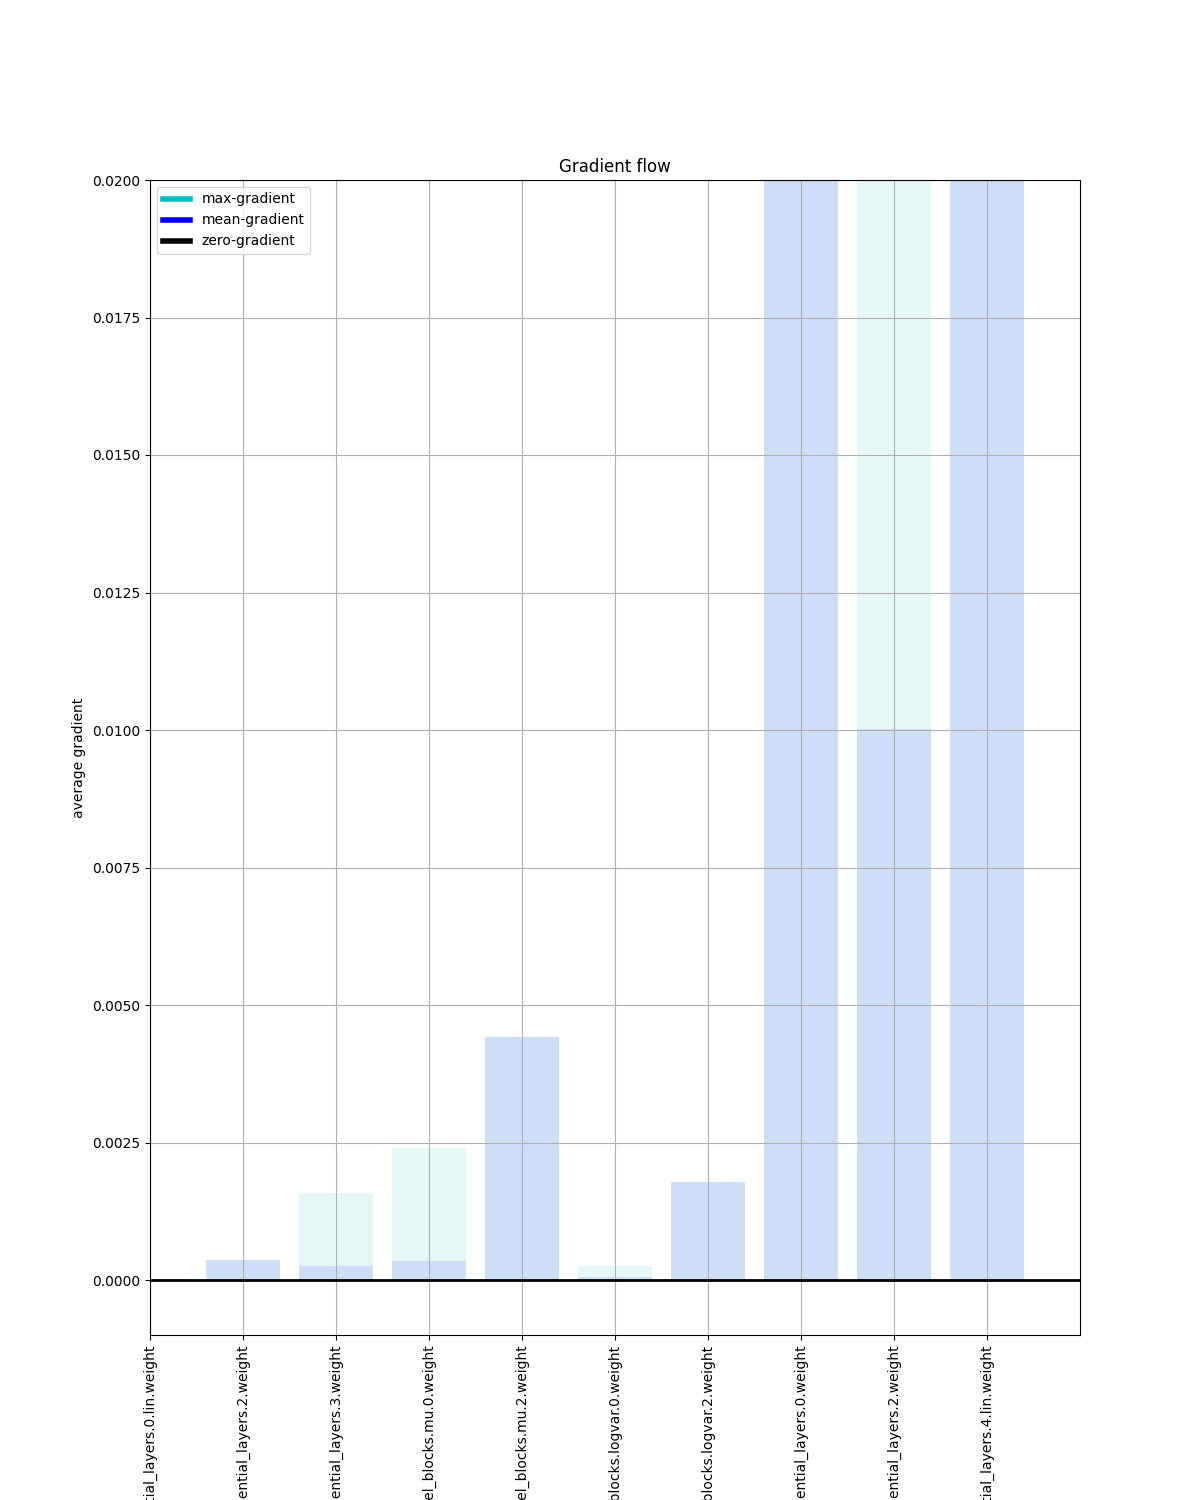 Gradient flow
max-gradient
mean-gradient
zero-gradient
0.0200
0.0175
0.0150
0.0125
0.0100
0.0075
0.0050
0.0025
0.0000
average gradient
tial_layers.0.lin.weight
ential_layers.2.weight
ential_layers.3.weight
el_blocks.mu.0.weight
el_blocks.mu.2.weight
blocks.logvar.0.weight
blocks.logvar.2.weight
ential_layers.0.weight
ential_layers.2.weight
tial_layers.4.lin.weight